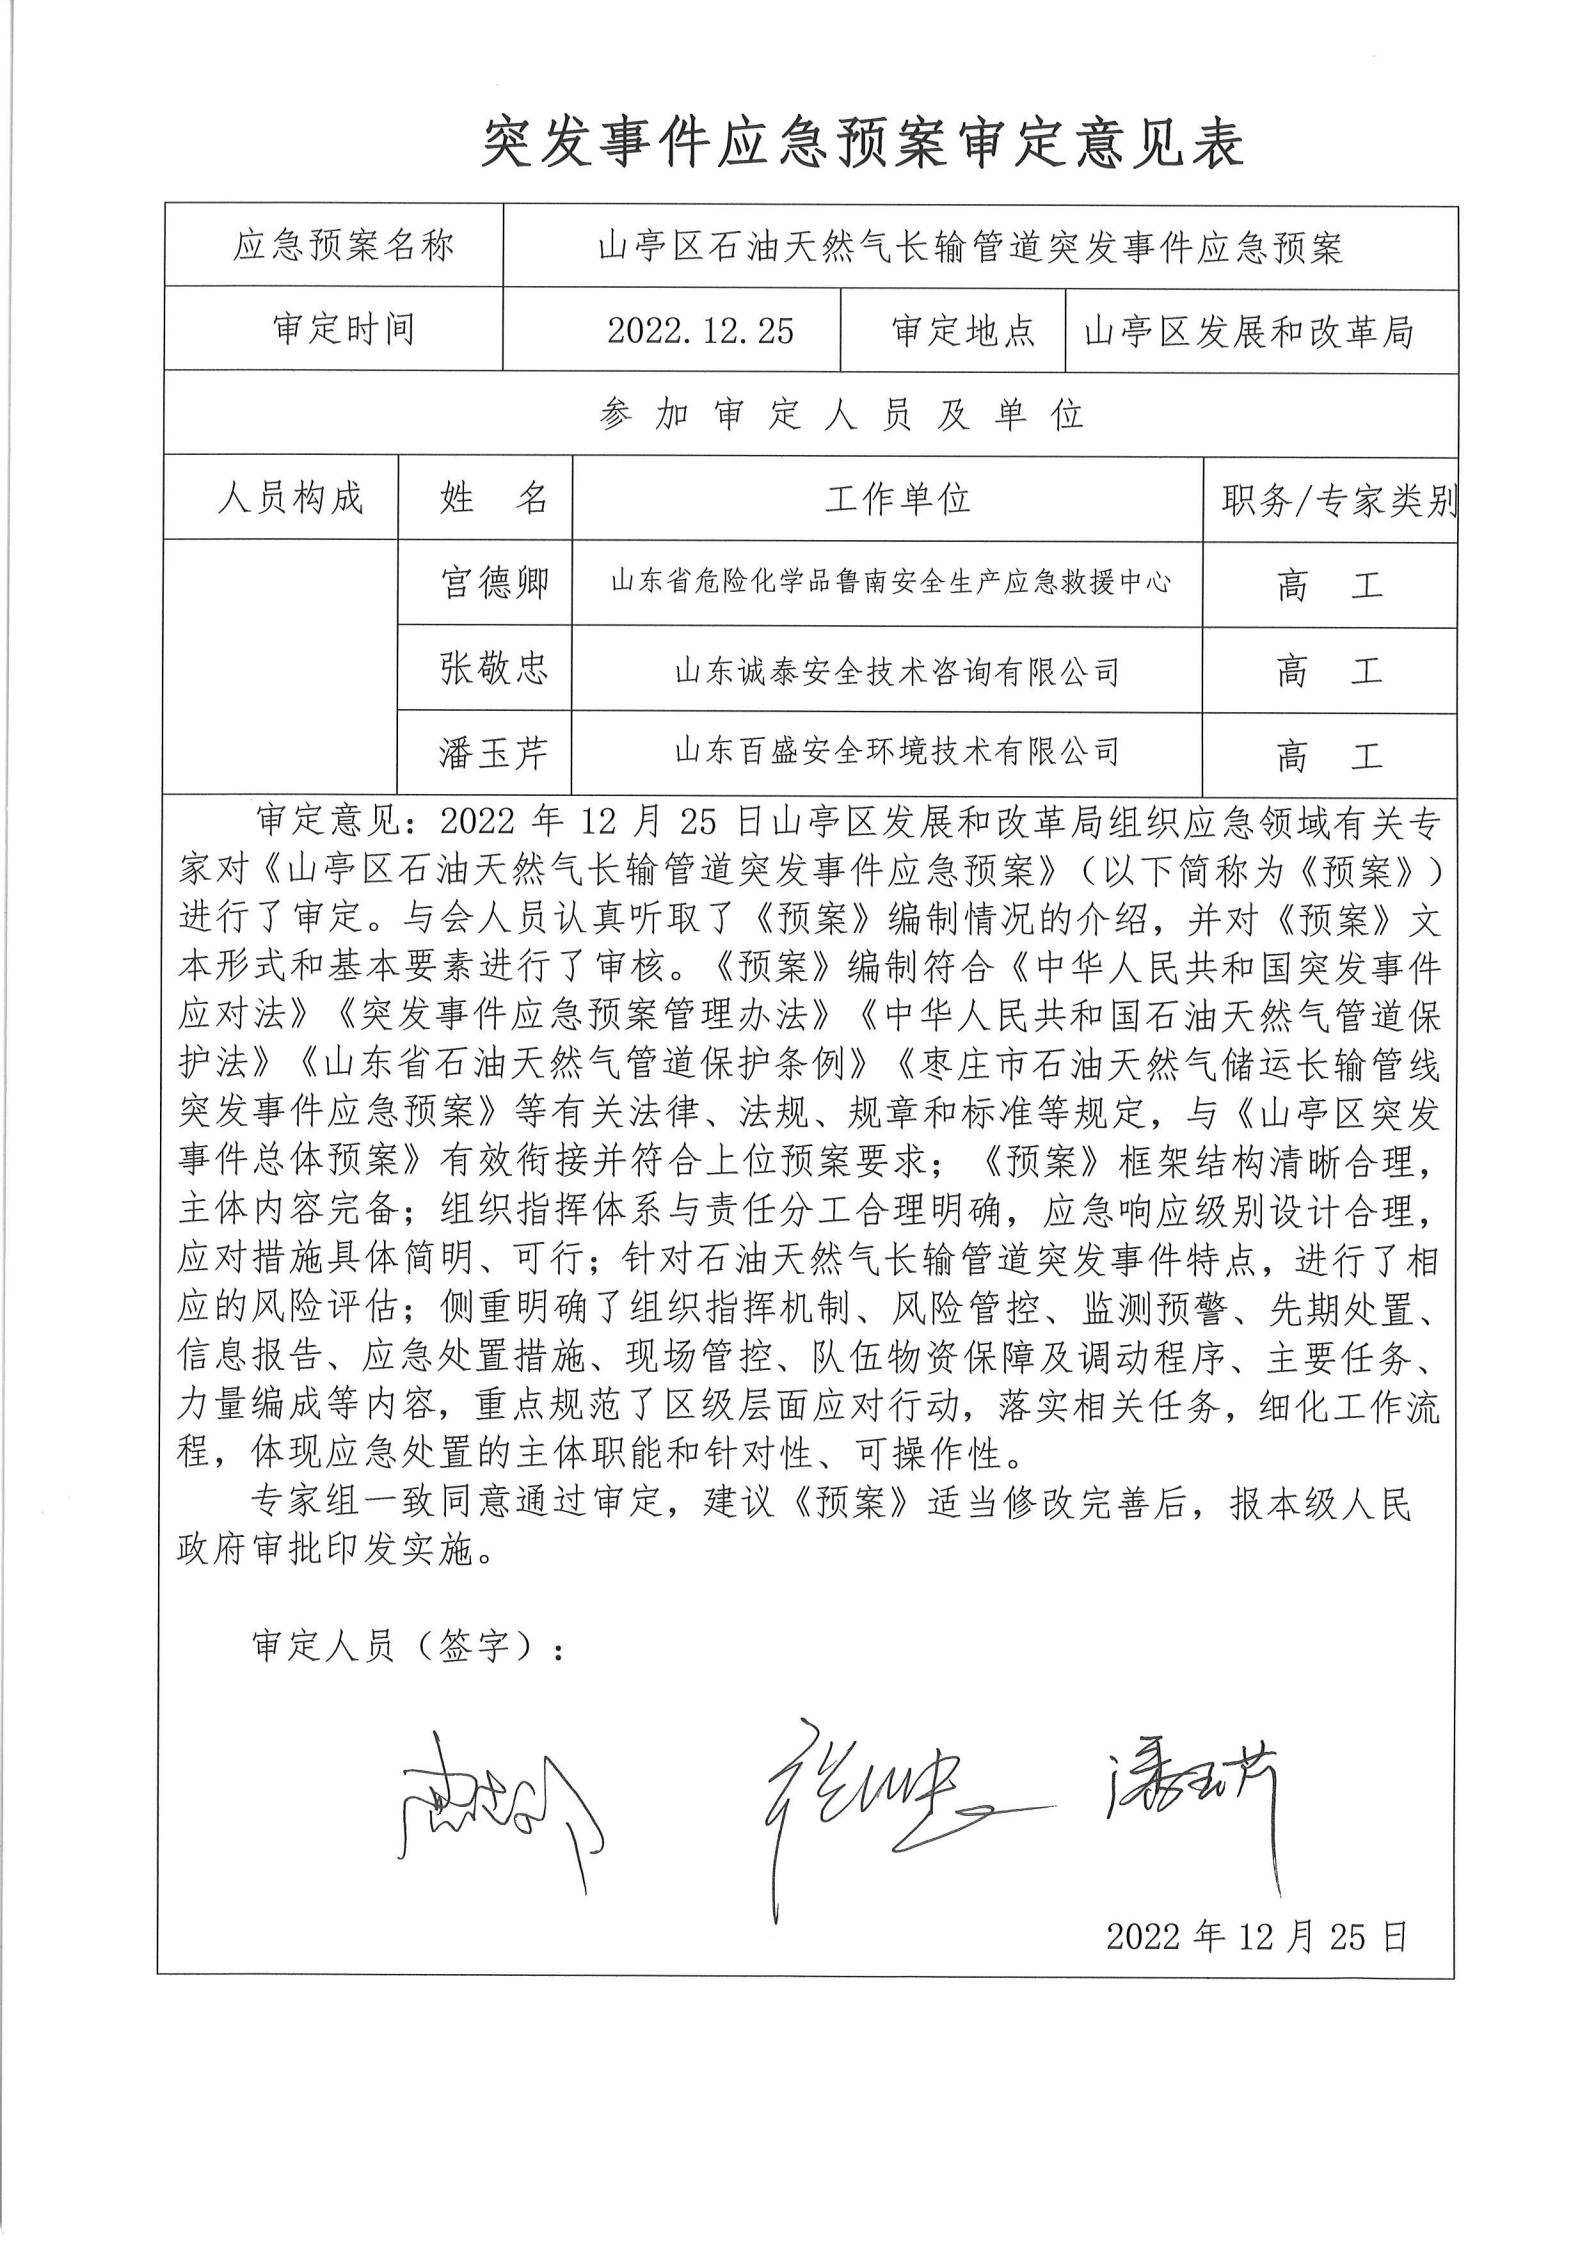 突发事件应急预案审定意见表
应急预案名称 山亭区石油天然气长输管道突发事件应急预案
审定时间 2022.12.25 审定地点 山亭区发展和改革局
参加审定人员及单位
人员构成 姓 名 工作单位 职务/专家类别
宫德卿 山东省危险化学品鲁南安全生产应急救援中心 高 工
张敬忠 山东诚泰安全技术咨询有限公司 高 工
潘玉芹 山东百盛安全环境技术有限公司 高 工
审定意见：2022 年 12 月 25 日山亭区发展和改革局组织应急领域有关专
家对《山亭区石油天然气长输管道突发事件应急预案》（以下简称为《预案》）
进行了审定。与会人员认真听取了《预案》编制情况的介绍，并对《预案》文
本形式和基本要素进行了审核。《预案》编制符合《中华人民共和国突发事件
应对法》《突发事件应急预案管理办法》《中华人民共和国石油天然气管道保
护法》《山东省石油天然气管道保护条例》《枣庄市石油天然气储运长输管线
突发事件应急预案》等有关法律、法规、规章和标准等规定，与《山亭区突发
事件总体预案》有效衔接并符合上位预案要求；《预案》框架结构清晰合理，
主体内容完备；组织指挥体系与责任分工合理明确，应急响应级别设计合理，
应对措施具体简明、可行；针对石油天然气长输管道突发事件特点，进行了相
应的风险评估；侧重明确了组织指挥机制、风险管控、监测预警、先期处置、
信息报告、应急处置措施、现场管控、队伍物资保障及调动程序、主要任务、
力量编成等内容，重点规范了区级层面应对行动，落实相关任务，细化工作流
程，体现应急处置的主体职能和针对性、可操作性。
专家组一致同意通过审定，建议《预案》适当修改完善后，报本级人民
政府审批印发实施。
审定人员（签字）：
潘玉芹
2022 年 12 月 25 日